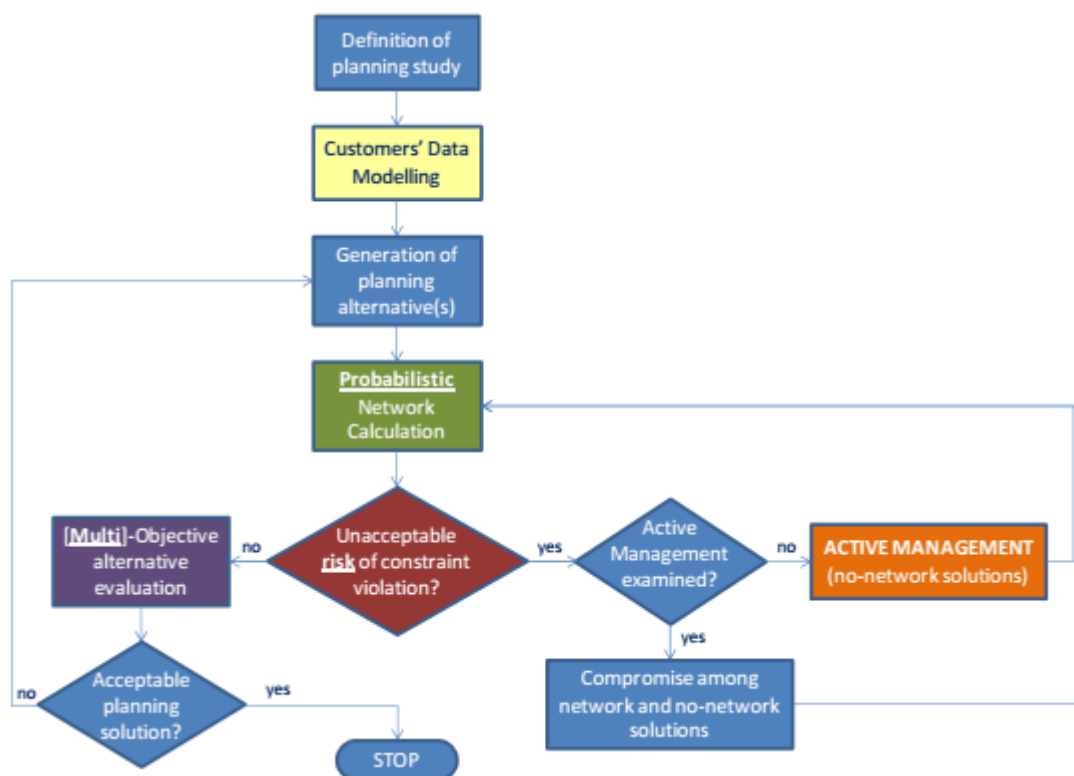 Definition of
planning study
Customers' Data
Modelling
Generation of
planning
alternative(s)
Probabilistic
Network
Calculation
Unacceptable
risk of constraint
violation?
no
yes
[Multi]-Objective
alternative
evaluation
Acceptable
planning
solution?
no
yes
STOP
Active
Management
examined?
no
yes
ACTIVE MANAGEMENT
(no-network solutions)
Compromise among
network and no-network
solutions